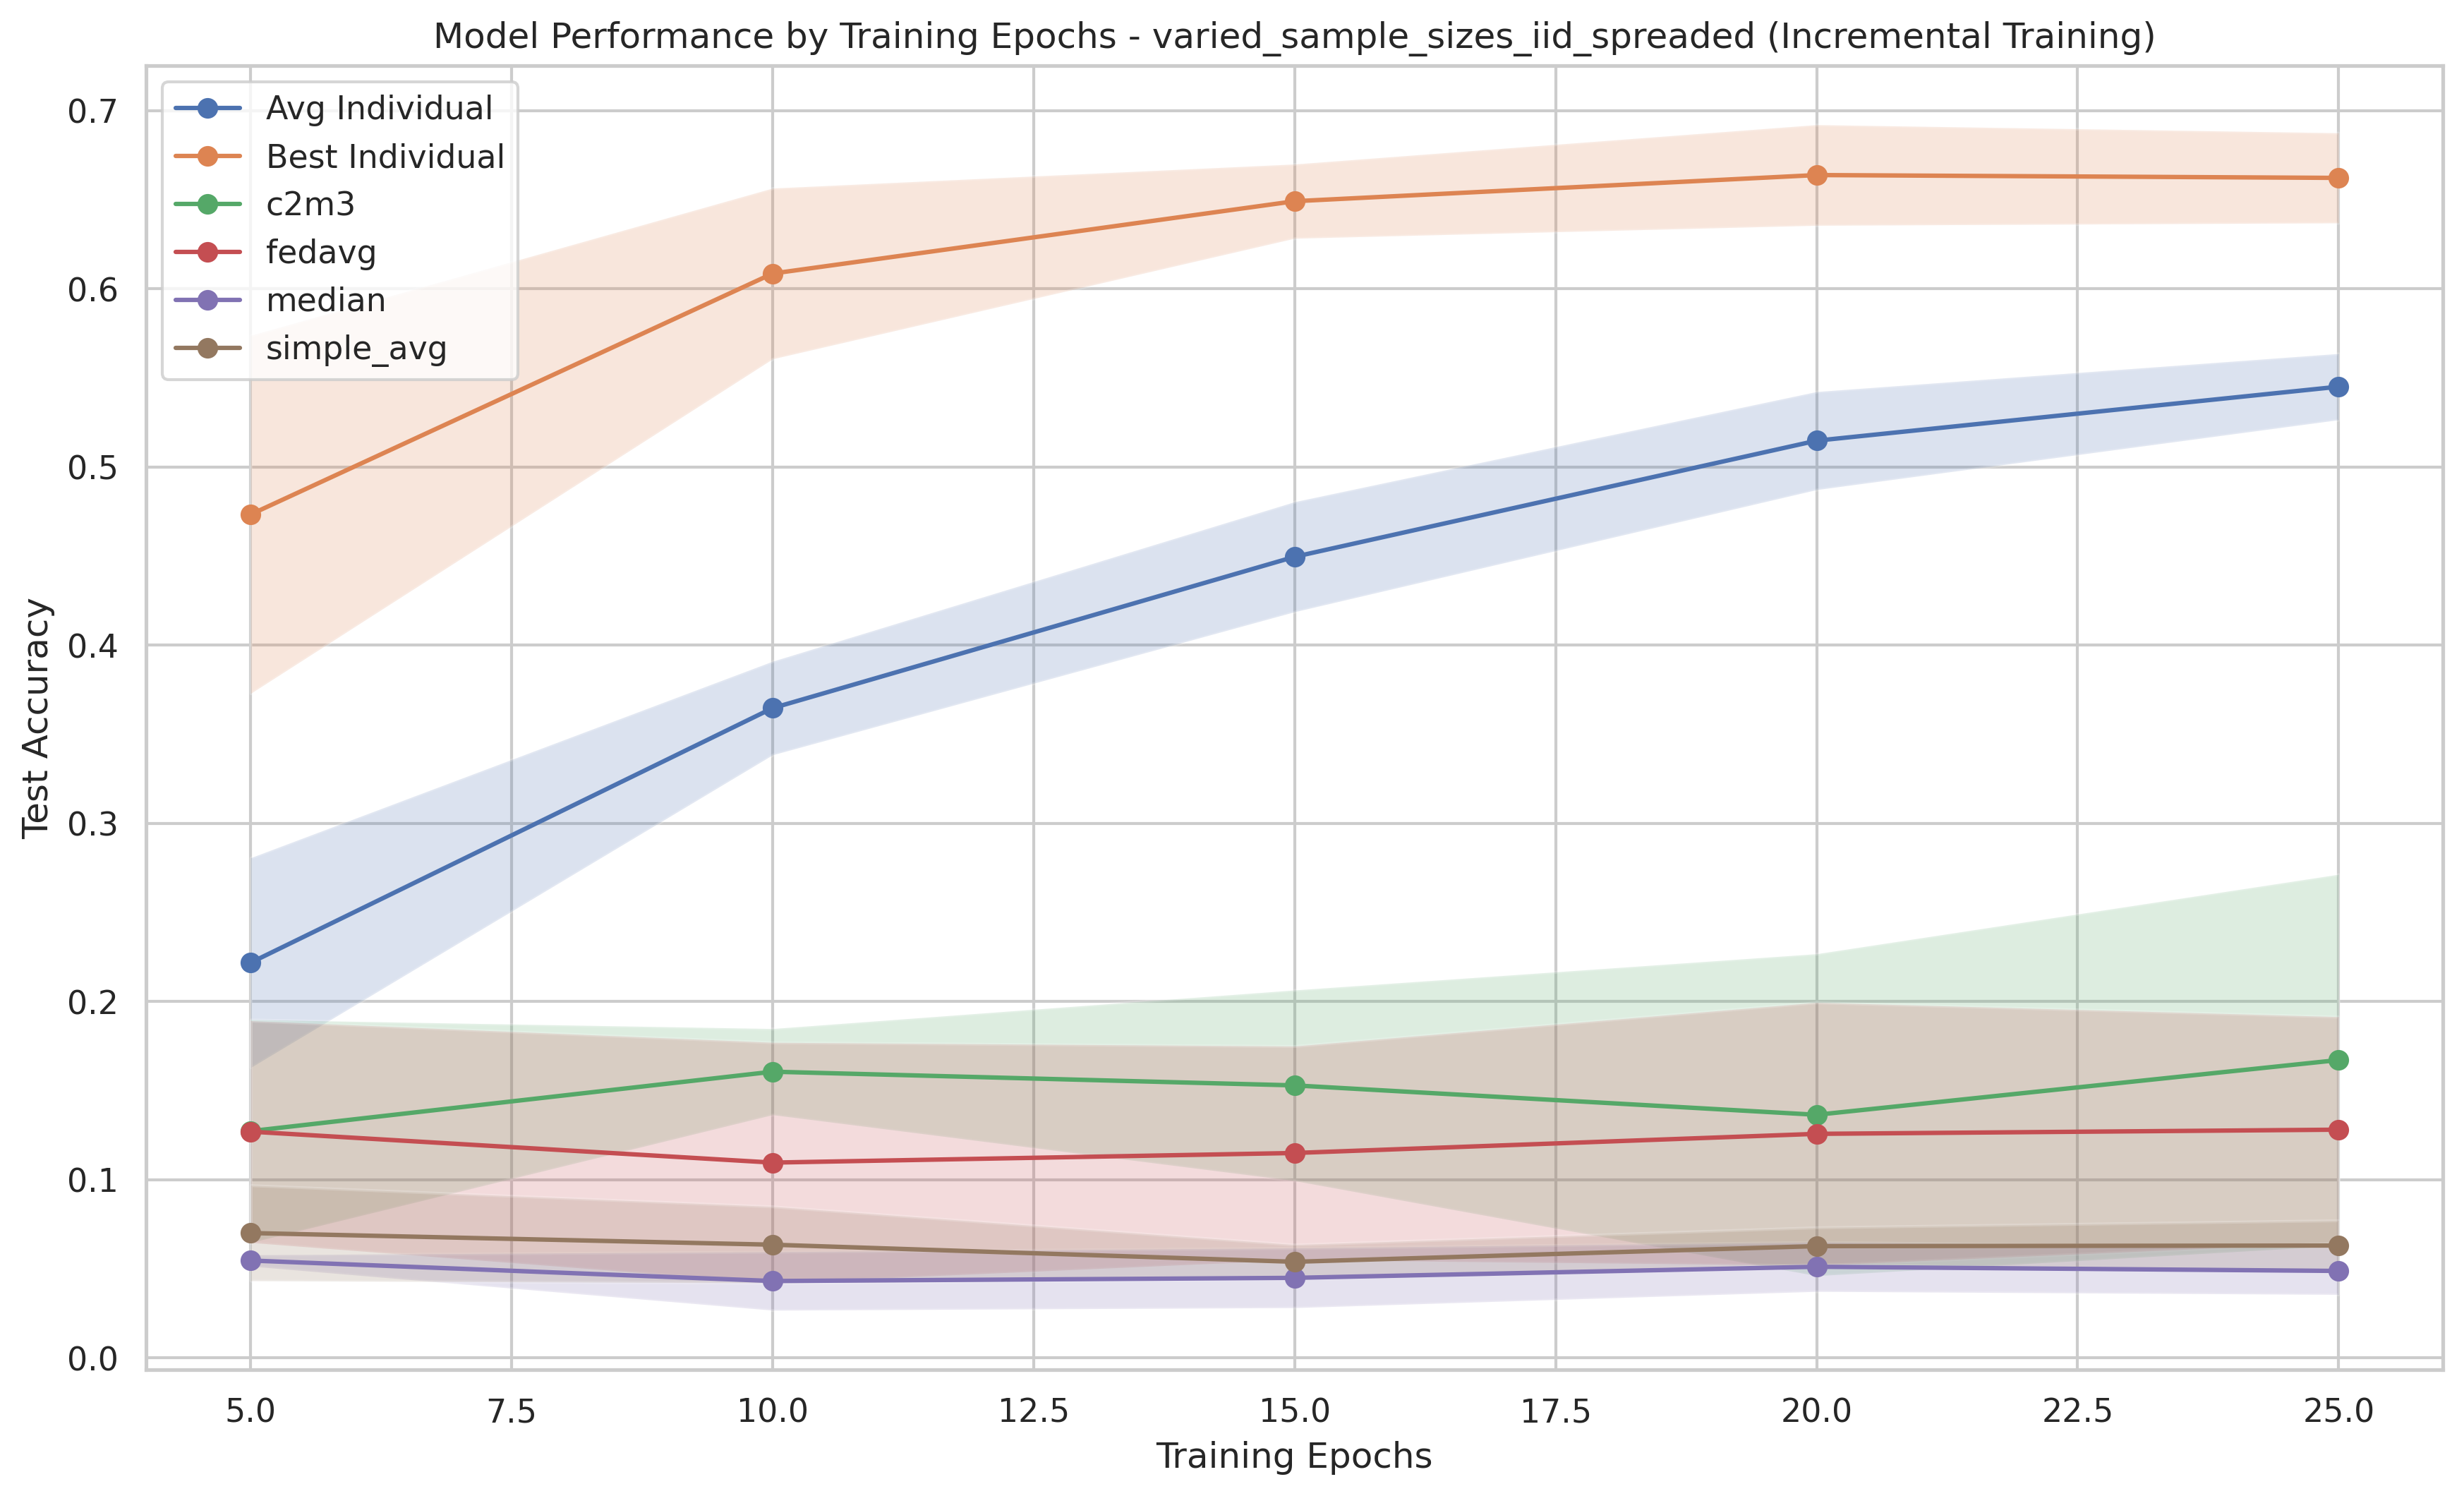 Model Performance by Training Epochs - varied_sample_sizes_iid_spreaded (Incremental Training)
Avg Individual
Best Individual
c2m3
fedavg
median
simple_avg
Test Accuracy
0.7
0.6
0.5
0.4
0.3
0.2
0.1
0.0
5.0 7.5 10.0 12.5 15.0 17.5 20.0 22.5 25.0
Training Epochs